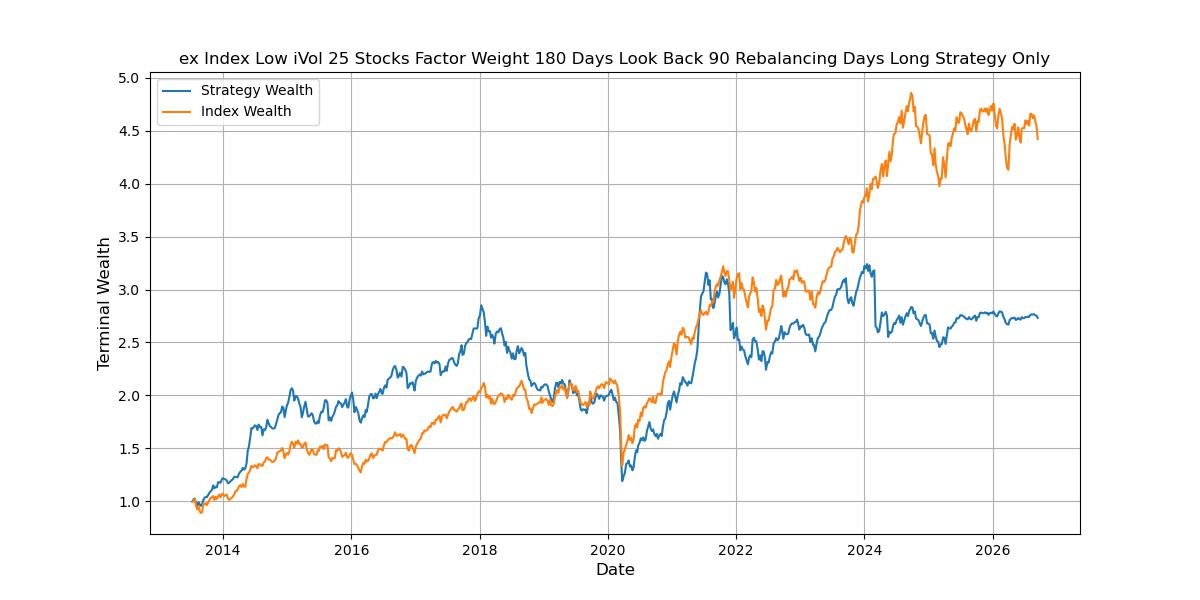 ex Index Low iVol 25 Stocks Factor Weight 180 Days Look Back 90 Rebalancing Days Long Strategy Only
Strategy Wealth
Index Wealth
Terminal Wealth
5.0
4.5
4.0
3.5
3.0
2.5
2.0
1.5
1.0
2014 2016 2018 2020 2022 2024 2026
Date